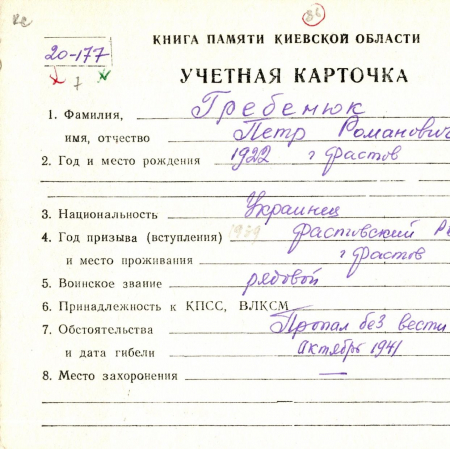 КНИГА ПАМЯТИ КИЕВСКОЙ ОБЛАСТИ
20-177
7
УЧЕТНАЯ КАРТОЧКА
1. Фамилия, Гребенюк
имя, отчество Петр Романович
2. Год и место рождения 1922 г Фастов
3. Национальность Украинец
4. Год призыва (вступления) 1939 Фастовский
и место проживания г Фастов
5. Воинское звание рядовой
6. Принадлежность к КПСС, ВЛКСМ
7. Обстоятельства Пропал без вести
и дата гибели Октябрь 1941
8. Место захоронения —